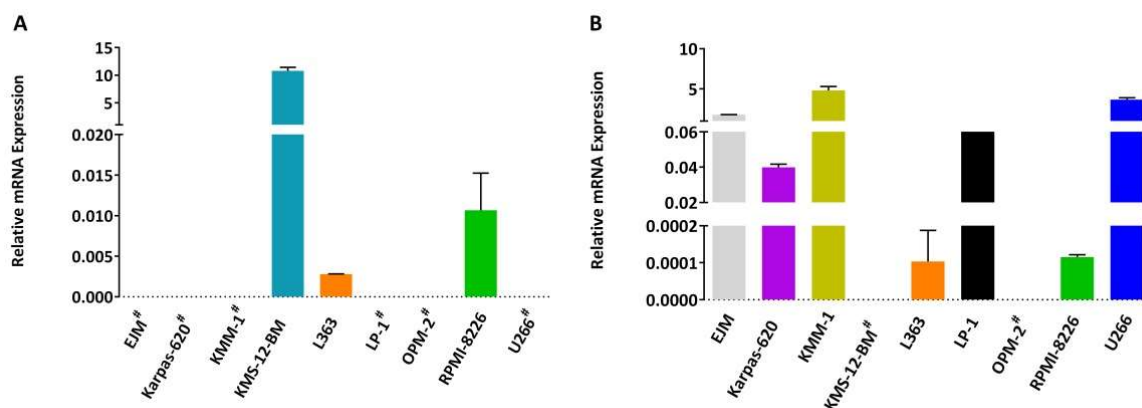 A
Relative mRNA Expression
15
10
5
0.020
0.015
0.010
0.005
0.000
EJM#
Karpas-620#
KMM-1#
KMS-12-BM
L363
LP-1#
OPM-2#
RPMI-8226
U266#
B
Relative mRNA Expression
10
5
0.06
0.04
0.02
0.0002
0.0001
0.0000
EJM
Karpas-620
KMM-1
KMS-12-BM#
L363
LP-1
OPM-2#
RPMI-8226
U266